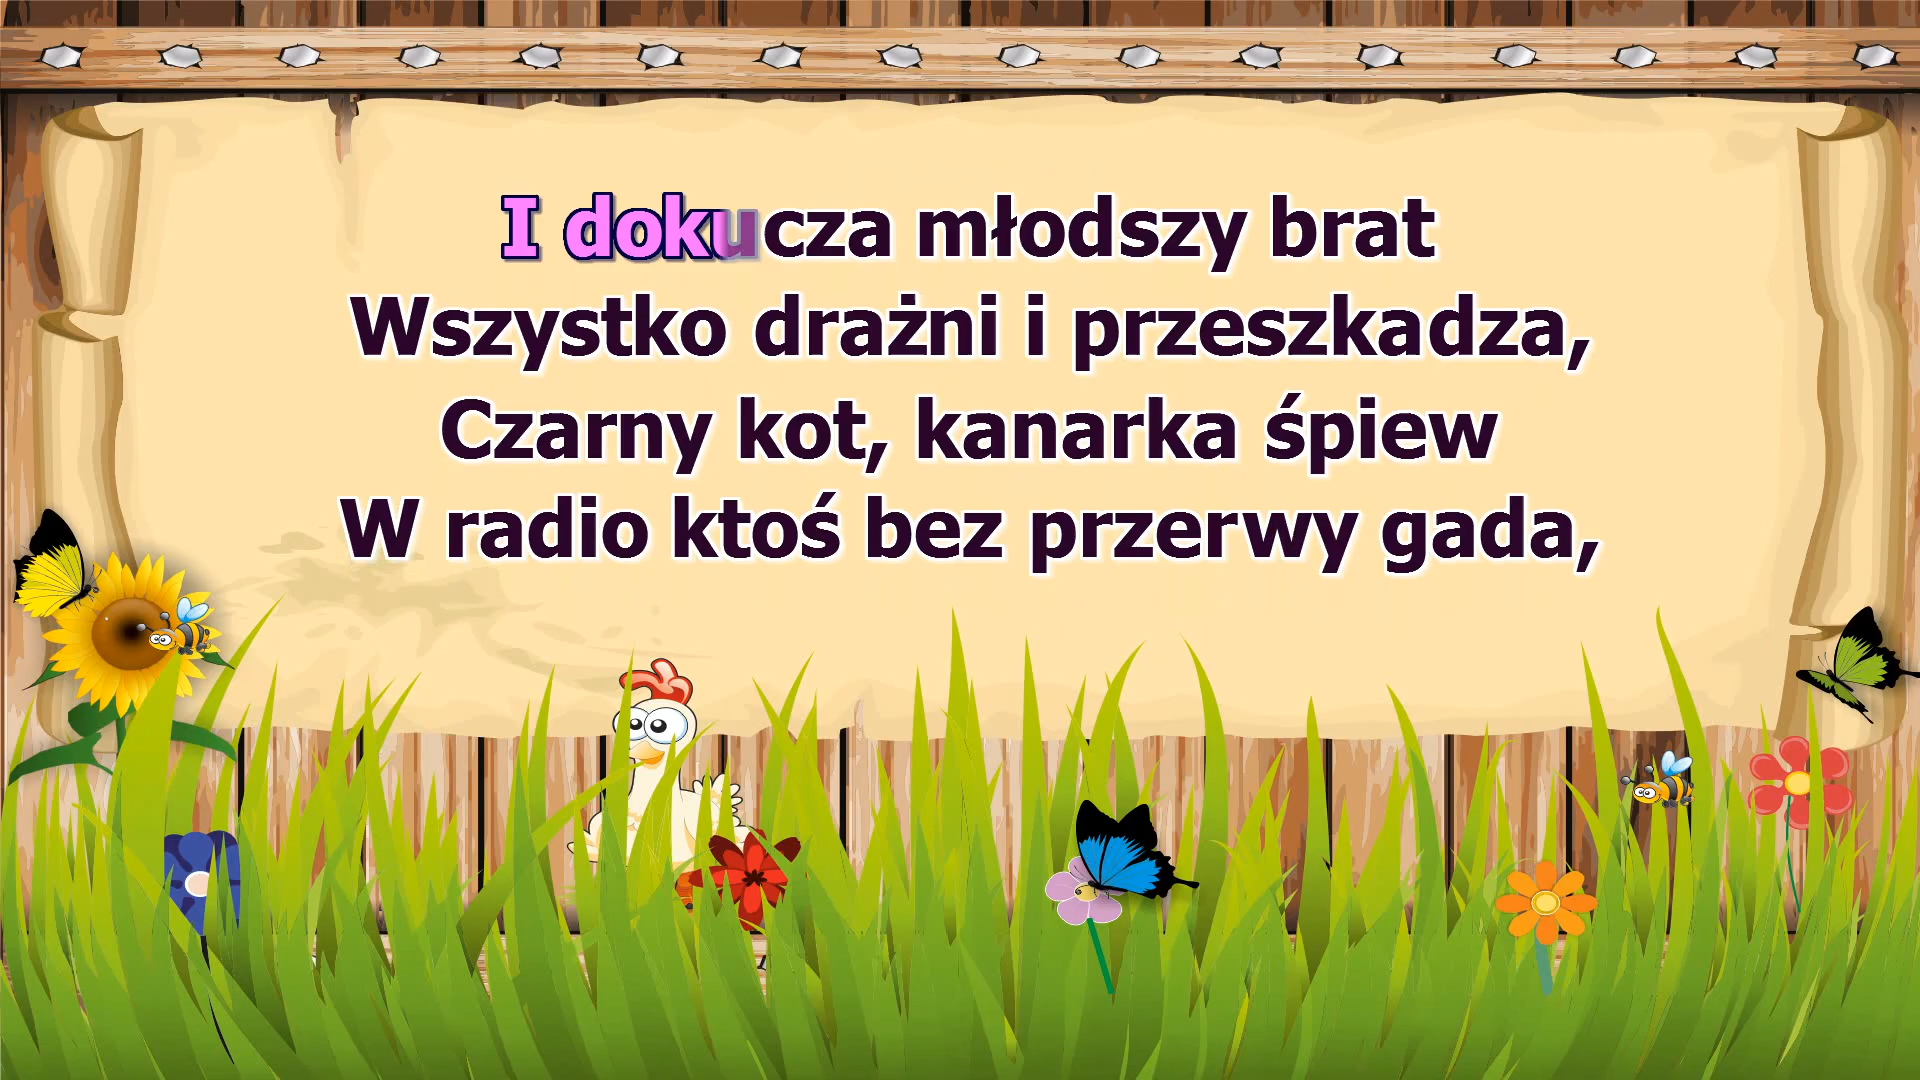 I dokucza młodszy brat
Wszystko drażni i przeszkadza,
Czarny kot, kanarka śpiew
W radio ktoś bez przerwy gada,